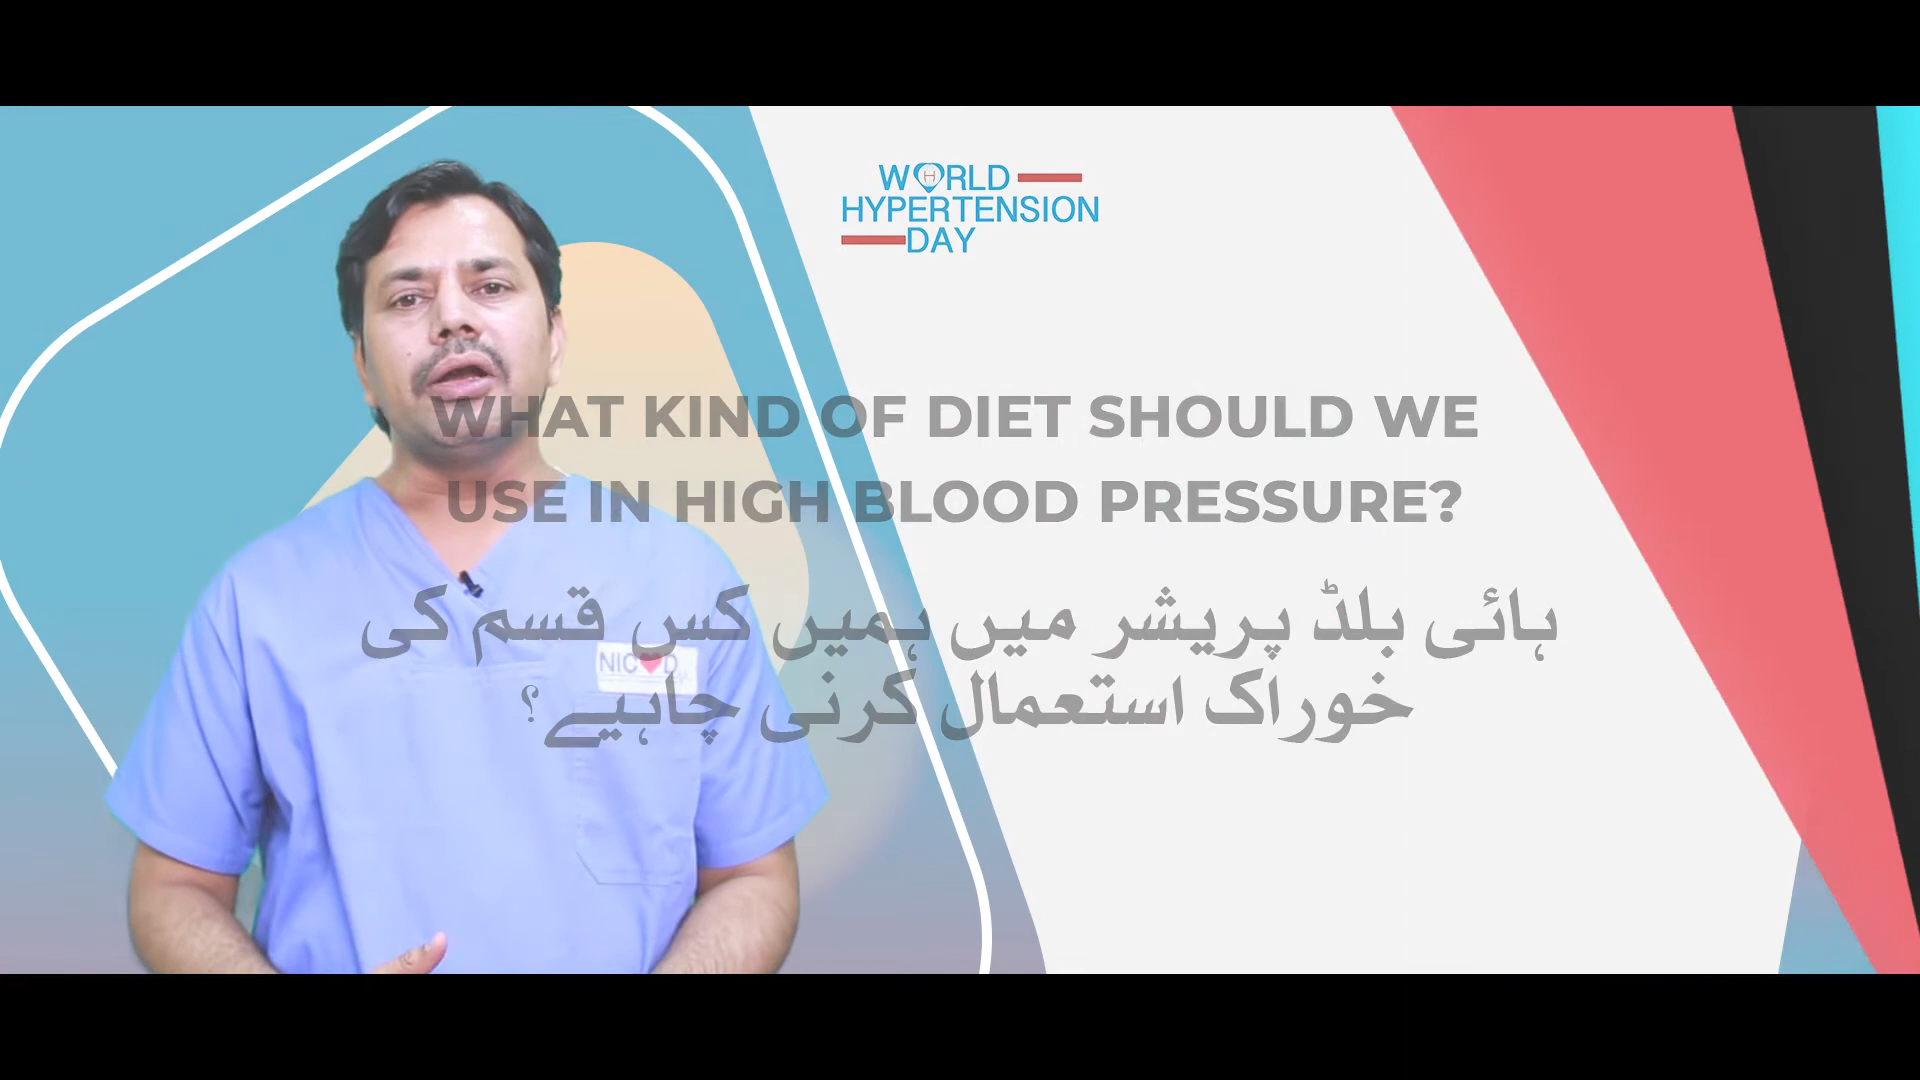 WORLD
HYPERTENSION
DAY
WHAT KIND OF DIET SHOULD WE
USE IN HIGH BLOOD PRESSURE?
ہائی بلڈ پریشر میں ہمیں کس قسم کی
خوراک استعمال کرنی چاہیے؟
NICVD